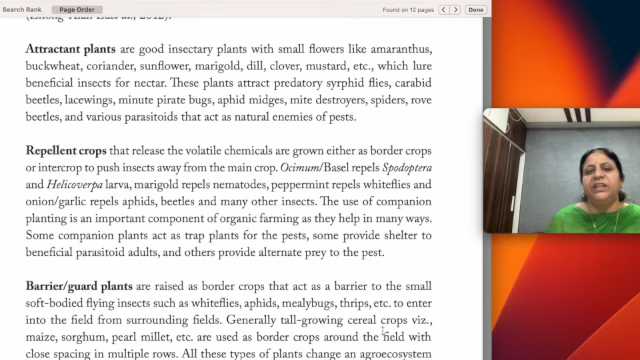 Search Rank Page Order Found on 12 pages Done
Attractant plants are good insectary plants with small flowers like amaranthus,
buckwheat, coriander, sunflower, marigold, dill, clover, mustard, etc., which lure
beneficial insects for nectar. These plants attract predatory syrphid flies, carabid
beetles, lacewings, minute pirate bugs, aphid midges, mite destroyers, spiders, rove
beetles, and various parasitoids that act as natural enemies of pests.
Repellent crops that release the volatile chemicals are grown either as border crops
or intercrop to push insects away from the main crop. Ocimum/Basel repels Spodoptera
and Helicoverpa larva, marigold repels nematodes, peppermint repels whiteflies and
onion/garlic repels aphids, beetles and many other insects. The use of companion
planting is an important component of organic farming as they help in many ways.
Some companion plants act as trap plants for the pests, some provide shelter to
beneficial parasitoid adults, and others provide alternate prey to the pest.
Barrier/guard plants are raised as border crops that act as a barrier to the small
soft-bodied flying insects such as whiteflies, aphids, mealybugs, thrips, etc. to enter
into the field from surrounding fields. Generally tall-growing cereal crops viz.,
maize, sorghum, pearl millet, etc. are used as border crops around the field with
close spacing in multiple rows. All these types of plants change an agroecosystem